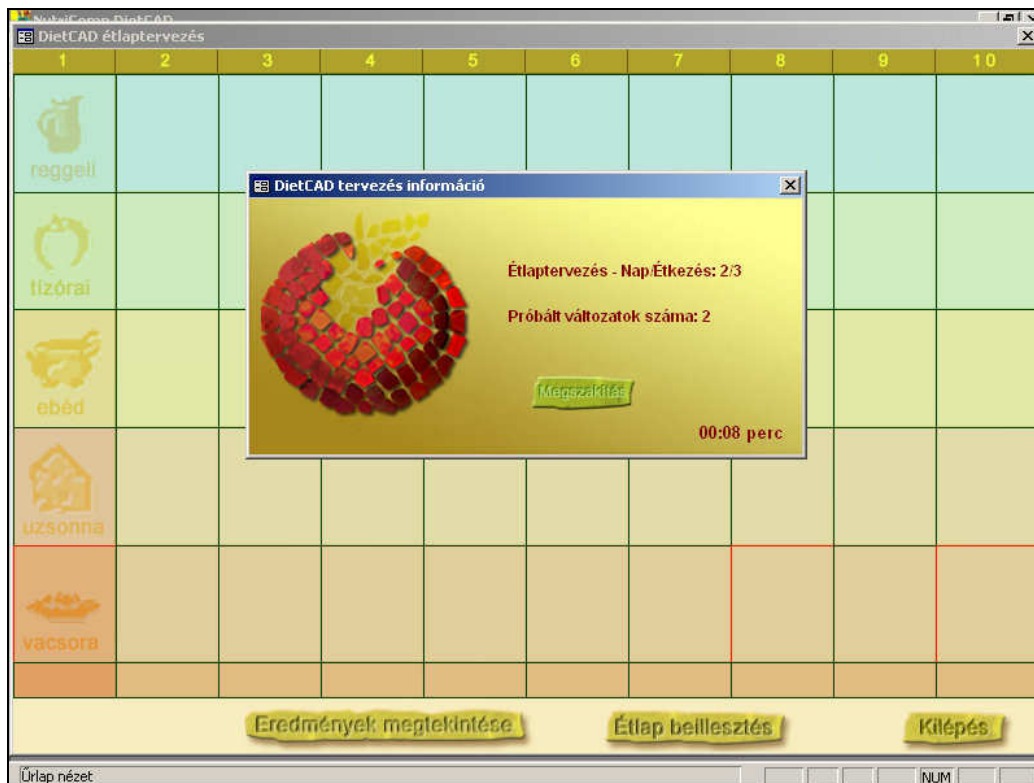 NutriComp DietCAD
DietCAD étlaptervezés
1 2 3 4 5 6 7 8 9 10
reggeli
DietCAD tervezés információ
tízórai
Étlaptervezés - Nap/Étkezés: 2/3
Próbált változatok száma: 2
ebéd
Megszakítás
00:08 perc
uzsonna
vacsora
Eredmények megtekintése
Étlap beillesztés
Kilépés
Űrlap nézet
NUM